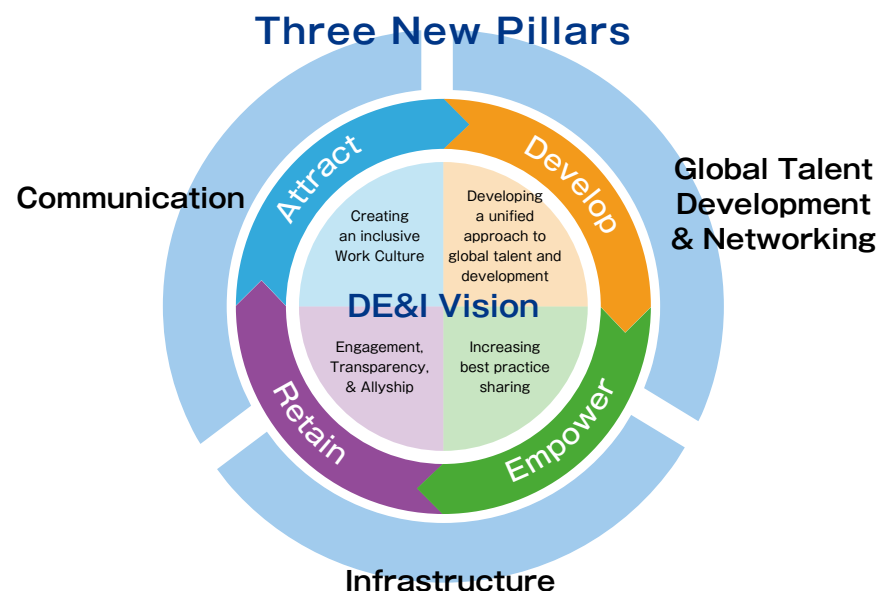 Three New Pillars
Communication
Global Talent
Development
& Networking
Attract
Develop
Creating
an inclusive
Work Culture
Developing
a unified
approach to
global talent and
development
DE&I Vision
Engagement,
Transparency,
& Allyship
Increasing
best practice
sharing
Retain
Empower
Infrastructure